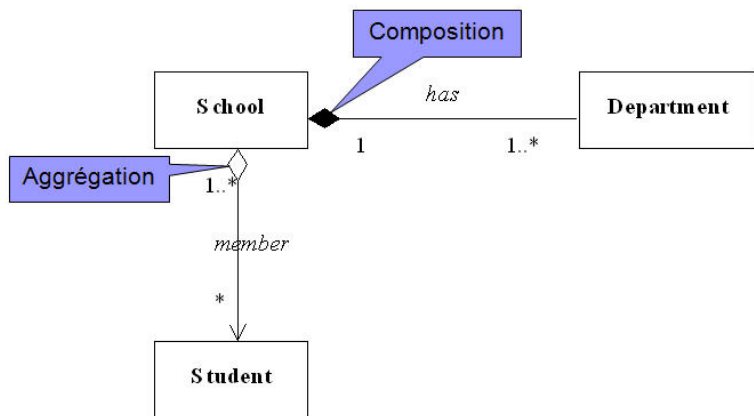 Composition
School
has
Department
1
1..*
Aggrégation
1..*
member
*
Student